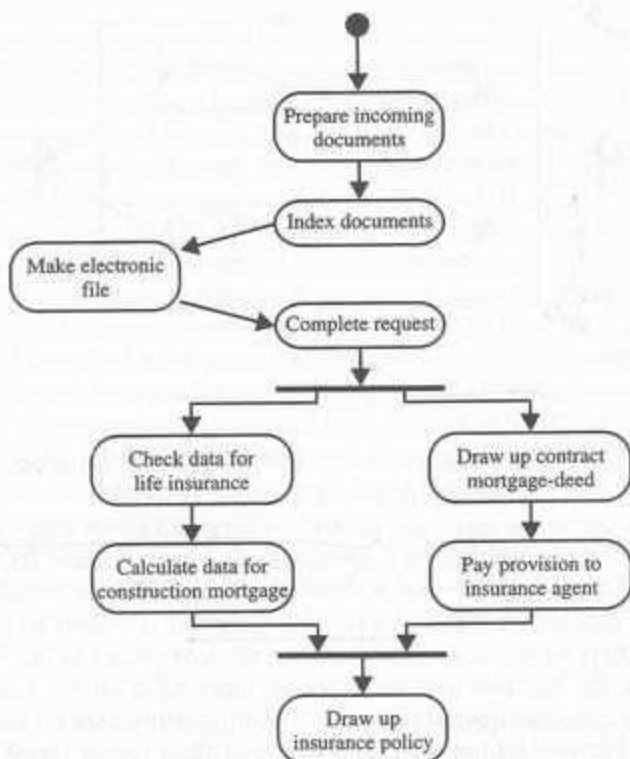 Prepare incoming
documents
Index documents
Make electronic
file
Complete request
Check data for
life insurance
Draw up contract
mortgage-deed
Calculate data for
construction mortgage
Pay provision to
insurance agent
Draw up
insurance policy